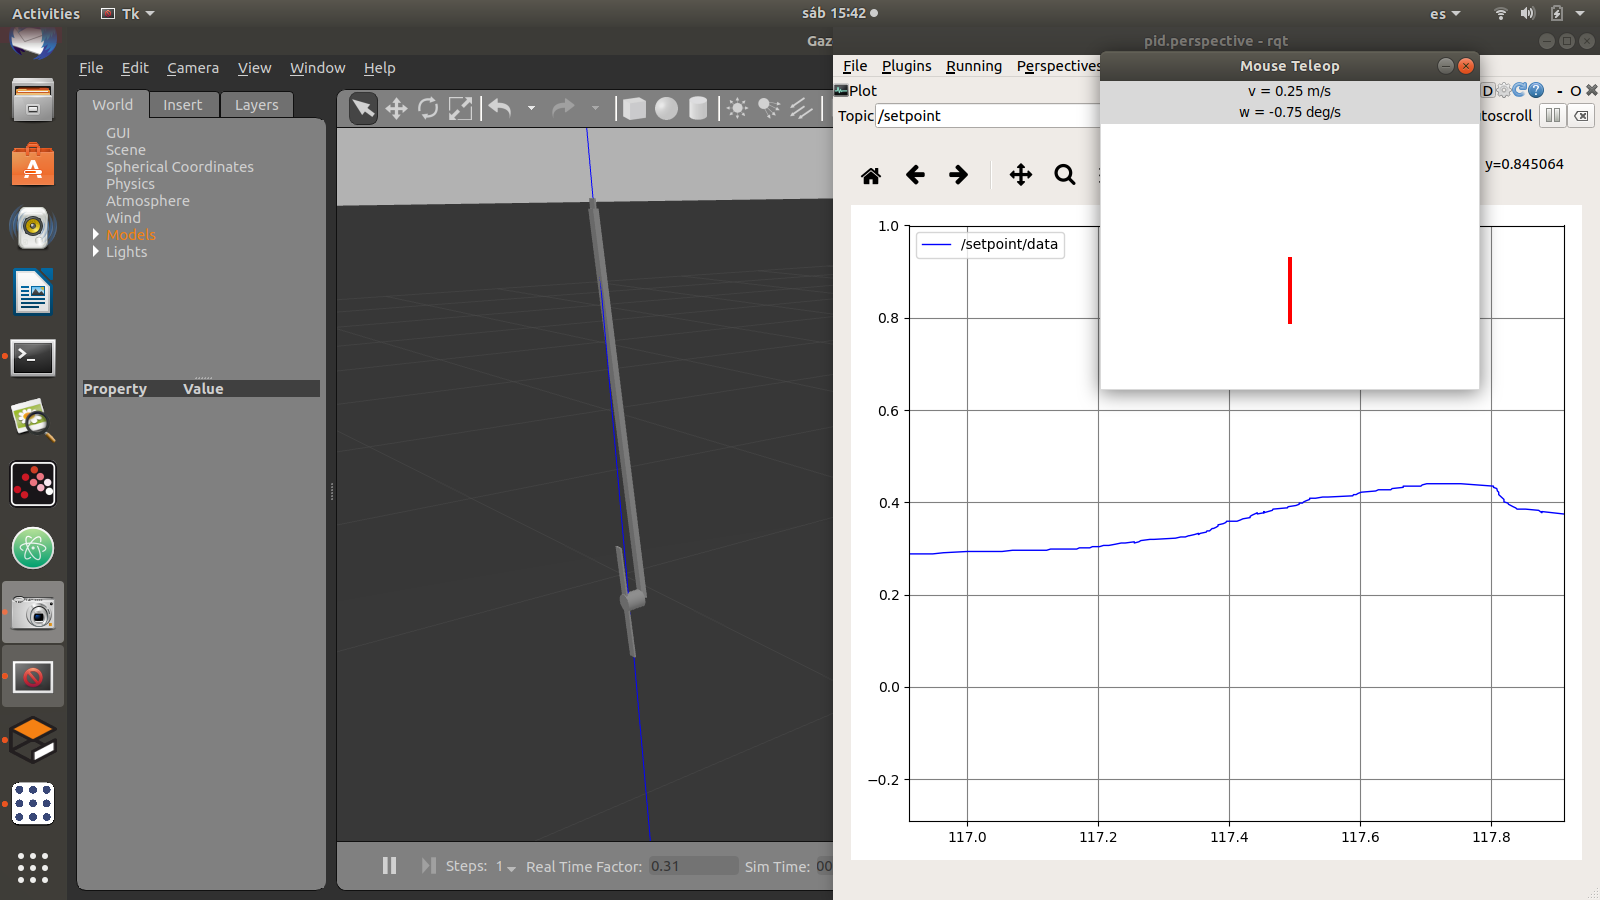 Activities Tk sáb 15:42 es
Gaz
pid.perspective - rqt
File Edit Camera View Window Help
File Plugins Running Perspectives
Mouse Teleop
World Insert Layers
Plot
D
- O
v = 0.25 m/s
w = -0.75 deg/s
Topic /setpoint
toscroll
GUI
Scene
Spherical Coordinates
Physics
Atmosphere
Wind
Models
Lights
y=0.845064
Property Value
/setpoint/data
1.0
0.8
0.6
0.4
0.2
0.0
−0.2
117.0 117.2 117.4 117.6 117.8
Steps: 1 Real Time Factor: 0.31 Sim Time: 00